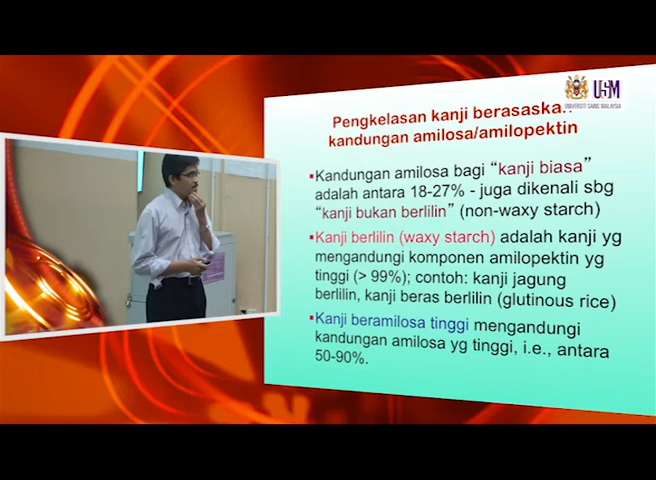 USM
UNIVERSITI SAINS MALAYSIA
Pengkelasan kanji berasaskan
kandungan amilosa/amilopektin
▪Kandungan amilosa bagi “kanji biasa”
adalah antara 18-27% - juga dikenali sbg
“kanji bukan berlilin” (non-waxy starch)
▪Kanji berlilin (waxy starch) adalah kanji yg
mengandungi komponen amilopektin yg
tinggi (> 99%); contoh: kanji jagung
berlilin, kanji beras berlilin (glutinous rice)
▪Kanji beramilosa tinggi mengandungi
kandungan amilosa yg tinggi, i.e., antara
50-90%.